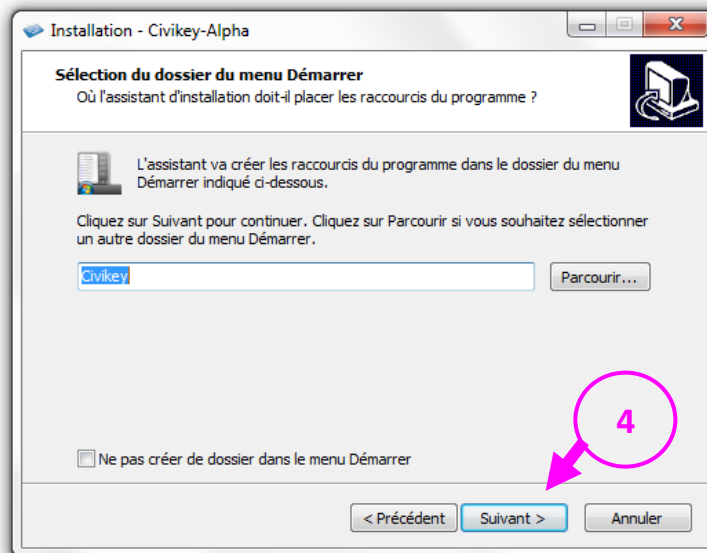 Installation - Civikey-Alpha
Sélection du dossier du menu Démarrer
Où l'assistant d'installation doit-il placer les raccourcis du programme ?
L'assistant va créer les raccourcis du programme dans le dossier du menu
Démarrer indiqué ci-dessous.
Cliquez sur Suivant pour continuer. Cliquez sur Parcourir si vous souhaitez sélectionner
un autre dossier du menu Démarrer.
Civikey
Parcourir...
4
Ne pas créer de dossier dans le menu Démarrer
< Précédent
Suivant >
Annuler